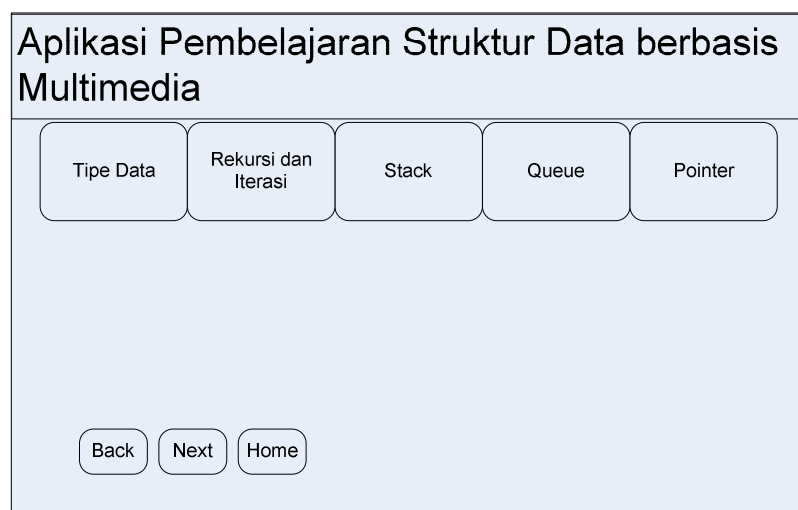 Aplikasi Pembelajaran Struktur Data berbasis
Multimedia
Tipe Data
Rekursi dan
Iterasi
Stack
Queue
Pointer
Back
Next
Home